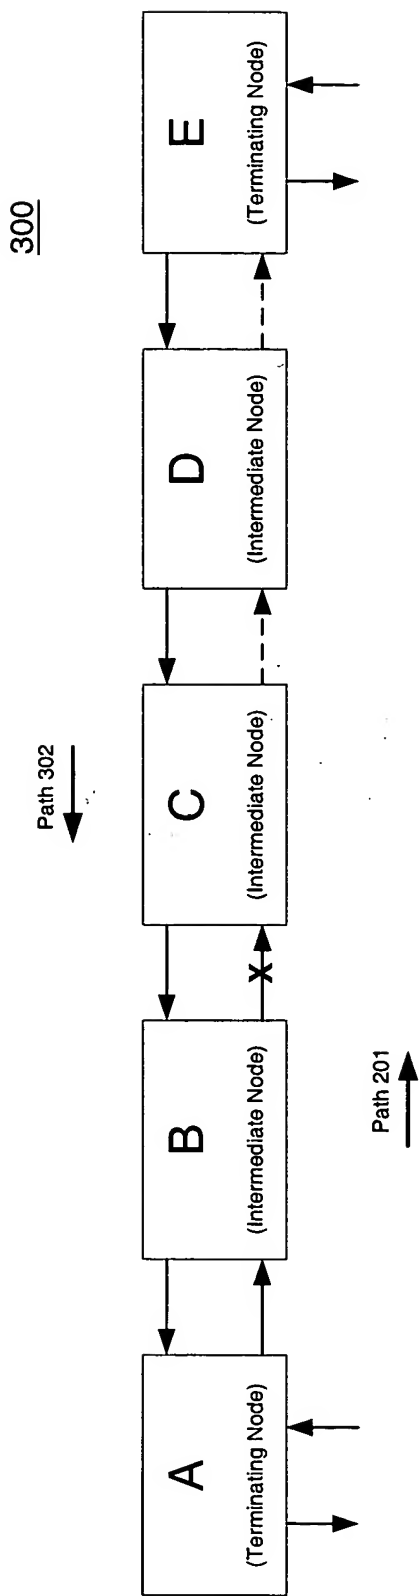 300
Path 302
A
(Terminating Node)
B
(Intermediate Node)
X
C
(Intermediate Node)
D
(Intermediate Node)
E
(Terminating Node)
Path 201